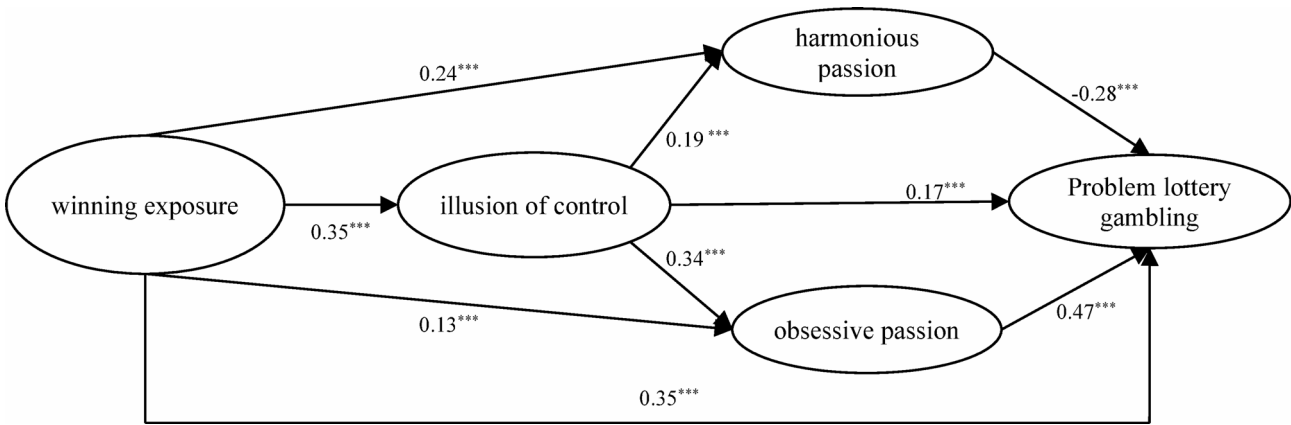 harmonious
passion
0.24***
-0.28***
0.19 ***
winning exposure
illusion of control
0.17***
Problem lottery
gambling
0.35***
0.34***
0.13***
obsessive passion
0.47***
0.35***